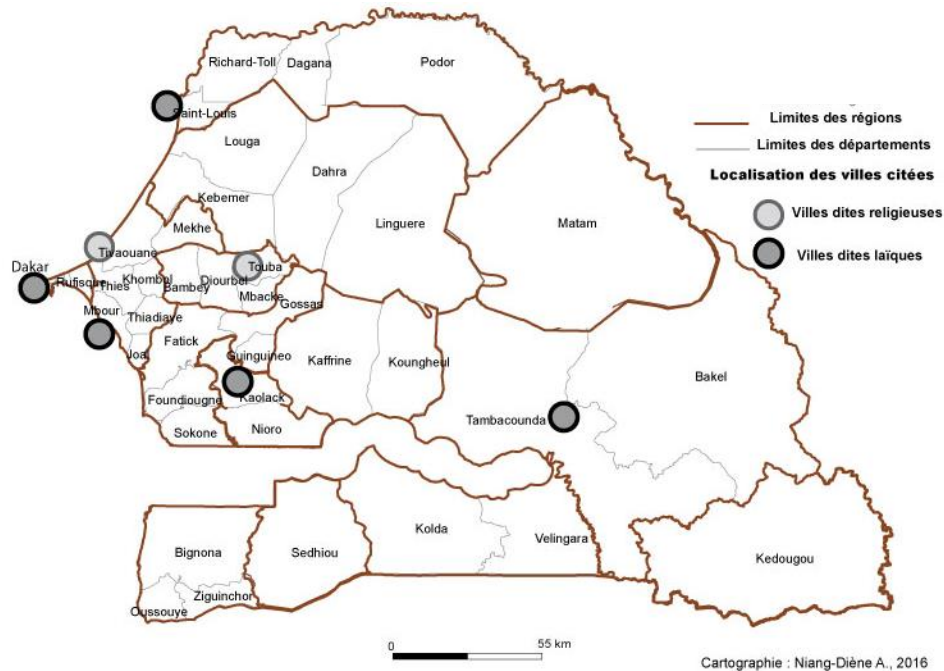 Richard-Toll
Dagana
Podor
Saint-Louis
Louga
Dahra
Kebemer
Linguere
Matam
Mekhe
Tivaouane
Touba
Dakar
Rufisque
Thies
Khombol
Bambey
Diourbel
Mbacke
Gossas
Mbour
Thiadiaye
Fatick
Joal
Guinguineo
Kaffrine
Koungheul
Bakel
Foundiougne
Kaolack
Tambacounda
Sokone
Nioro
Bignona
Sedhiou
Kolda
Velingara
Kedougou
Ziguinchor
Oussouye
Limites des régions
Limites des départements
Localisation des villes citées
Villes dites religieuses
Villes dites laïques
0 55 km
Cartographie : Niang-Diène A., 2016